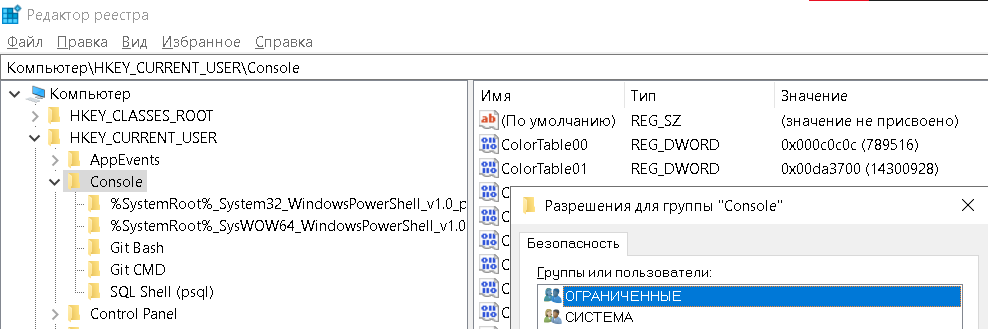 Редактор реестра
Файл Правка Вид Избранное Справка
Компьютер\HKEY_CURRENT_USER\Console
Компьютер
HKEY_CLASSES_ROOT
HKEY_CURRENT_USER
AppEvents
Console
%SystemRoot%_System32_WindowsPowerShell_v1.0_p
%SystemRoot%_SysWOW64_WindowsPowerShell_v1.0
Git Bash
Git CMD
SQL Shell (psql)
Control Panel
Имя Тип Значение
(По умолчанию) REG_SZ (значение не присвоено)
ColorTable00 REG_DWORD 0x000c0c0c (789516)
ColorTable01 REG_DWORD 0x00da3700 (14300928)
Разрешения для группы "Console"
Безопасность
Группы или пользователи:
ОГРАНИЧЕННЫЕ
СИСТЕМА